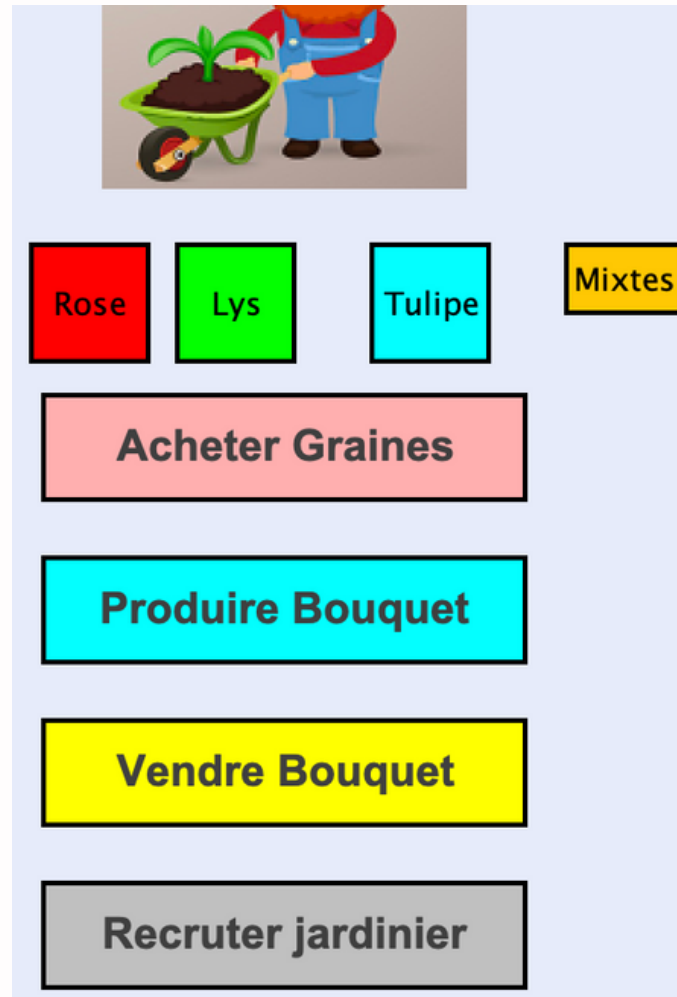 Rose Lys Tulipe Mixtes
Acheter Graines
Produire Bouquet
Vendre Bouquet
Recruter jardinier